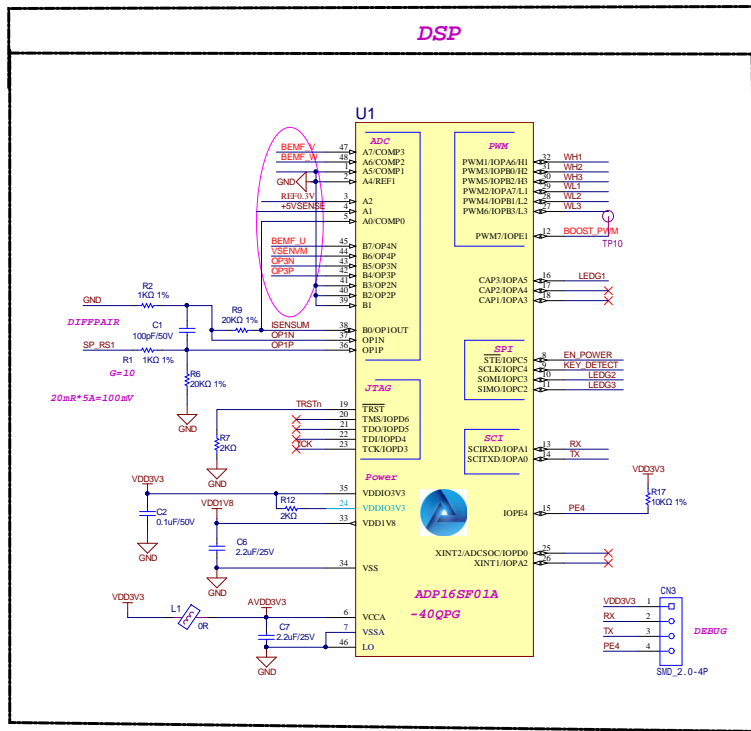 DSP
U1
ADC
PWM
BEMF_V 47 A7/COMP3
BEMF_W 48 A6/COMP2
1 A5/COMP1
GND 2 A4/REF1
REF0.3V 3 A2
+5VSENSE 4 A1
5 A0/COMP0
BEMF_U 45 B7/OP4N
VSENVM 44 B6/OP4P
OP3N 43 B5/OP3N
OP3P 42 B4/OP3P
41 B3/OP2N
40 B2/OP2P
39 B1
ISENSUM 38 B0/OP1OUT
OP1N 37 OP1N
OP1P 36 OP1P
PWM1/IOPA6/H1 32 WH1
PWM3/IOPB0/H2 31 WH2
PWM5/IOPB2/H3 30 WH3
PWM2/IOPA7/L1 29 WL1
PWM4/IOPB1/L2 28 WL2
PWM6/IOPB3/L3 27 WL3
PWM7/IOPE1 12 BOOST_PWM
TP10
CAP3/IOPA5 16 LEDG1
CAP2/IOPA4 17
CAP1/IOPA3 18
GND
R2
1KΩ 1%
R9
20KΩ 1%
DIFFPAIR
C1
100pF/50V
SP_RS1
R1 1KΩ 1%
G=10
R6
20KΩ 1%
20mR*5A=100mV
GND
SPI
STE/IOPC5 8 EN_POWER
SCLK/IOPC4 9 KEY_DETECT
SOMI/IOPC3 10 LEDG2
SIMO/IOPC2 11 LEDG3
JTAG
TRSTn 19 TRST
20 TMS/IOPD6
21 TDO/IOPD5
22 TDI/IOPD4
TCK 23 TCK/IOPD3
R7
2KΩ
GND
SCI
SCIRXD/IOPA1 13 RX
SCITXD/IOPA0 14 TX
Power
VDD3V3
35 VDDIO3V3
R12
2KΩ
24 VDDIO3V3
VDD1V8
33 VDD1V8
C2
0.1uF/50V
GND
C6
2.2uF/25V
34 VSS
GND
VDD3V3
R17
10KΩ 1%
IOPE4 15 PE4
XINT2/ADCSOC/IOPD0 25
XINT1/IOPA2 26
ADP16SF01A
-40QPG
VDD3V3
L1
0R
AVDD3V3
6 VCCA
7 VSSA
46 LO
C7
2.2uF/25V
GND
CN3
VDD3V3 1
RX 2
TX 3
PE4 4
DEBUG
SMD_2.0-4P